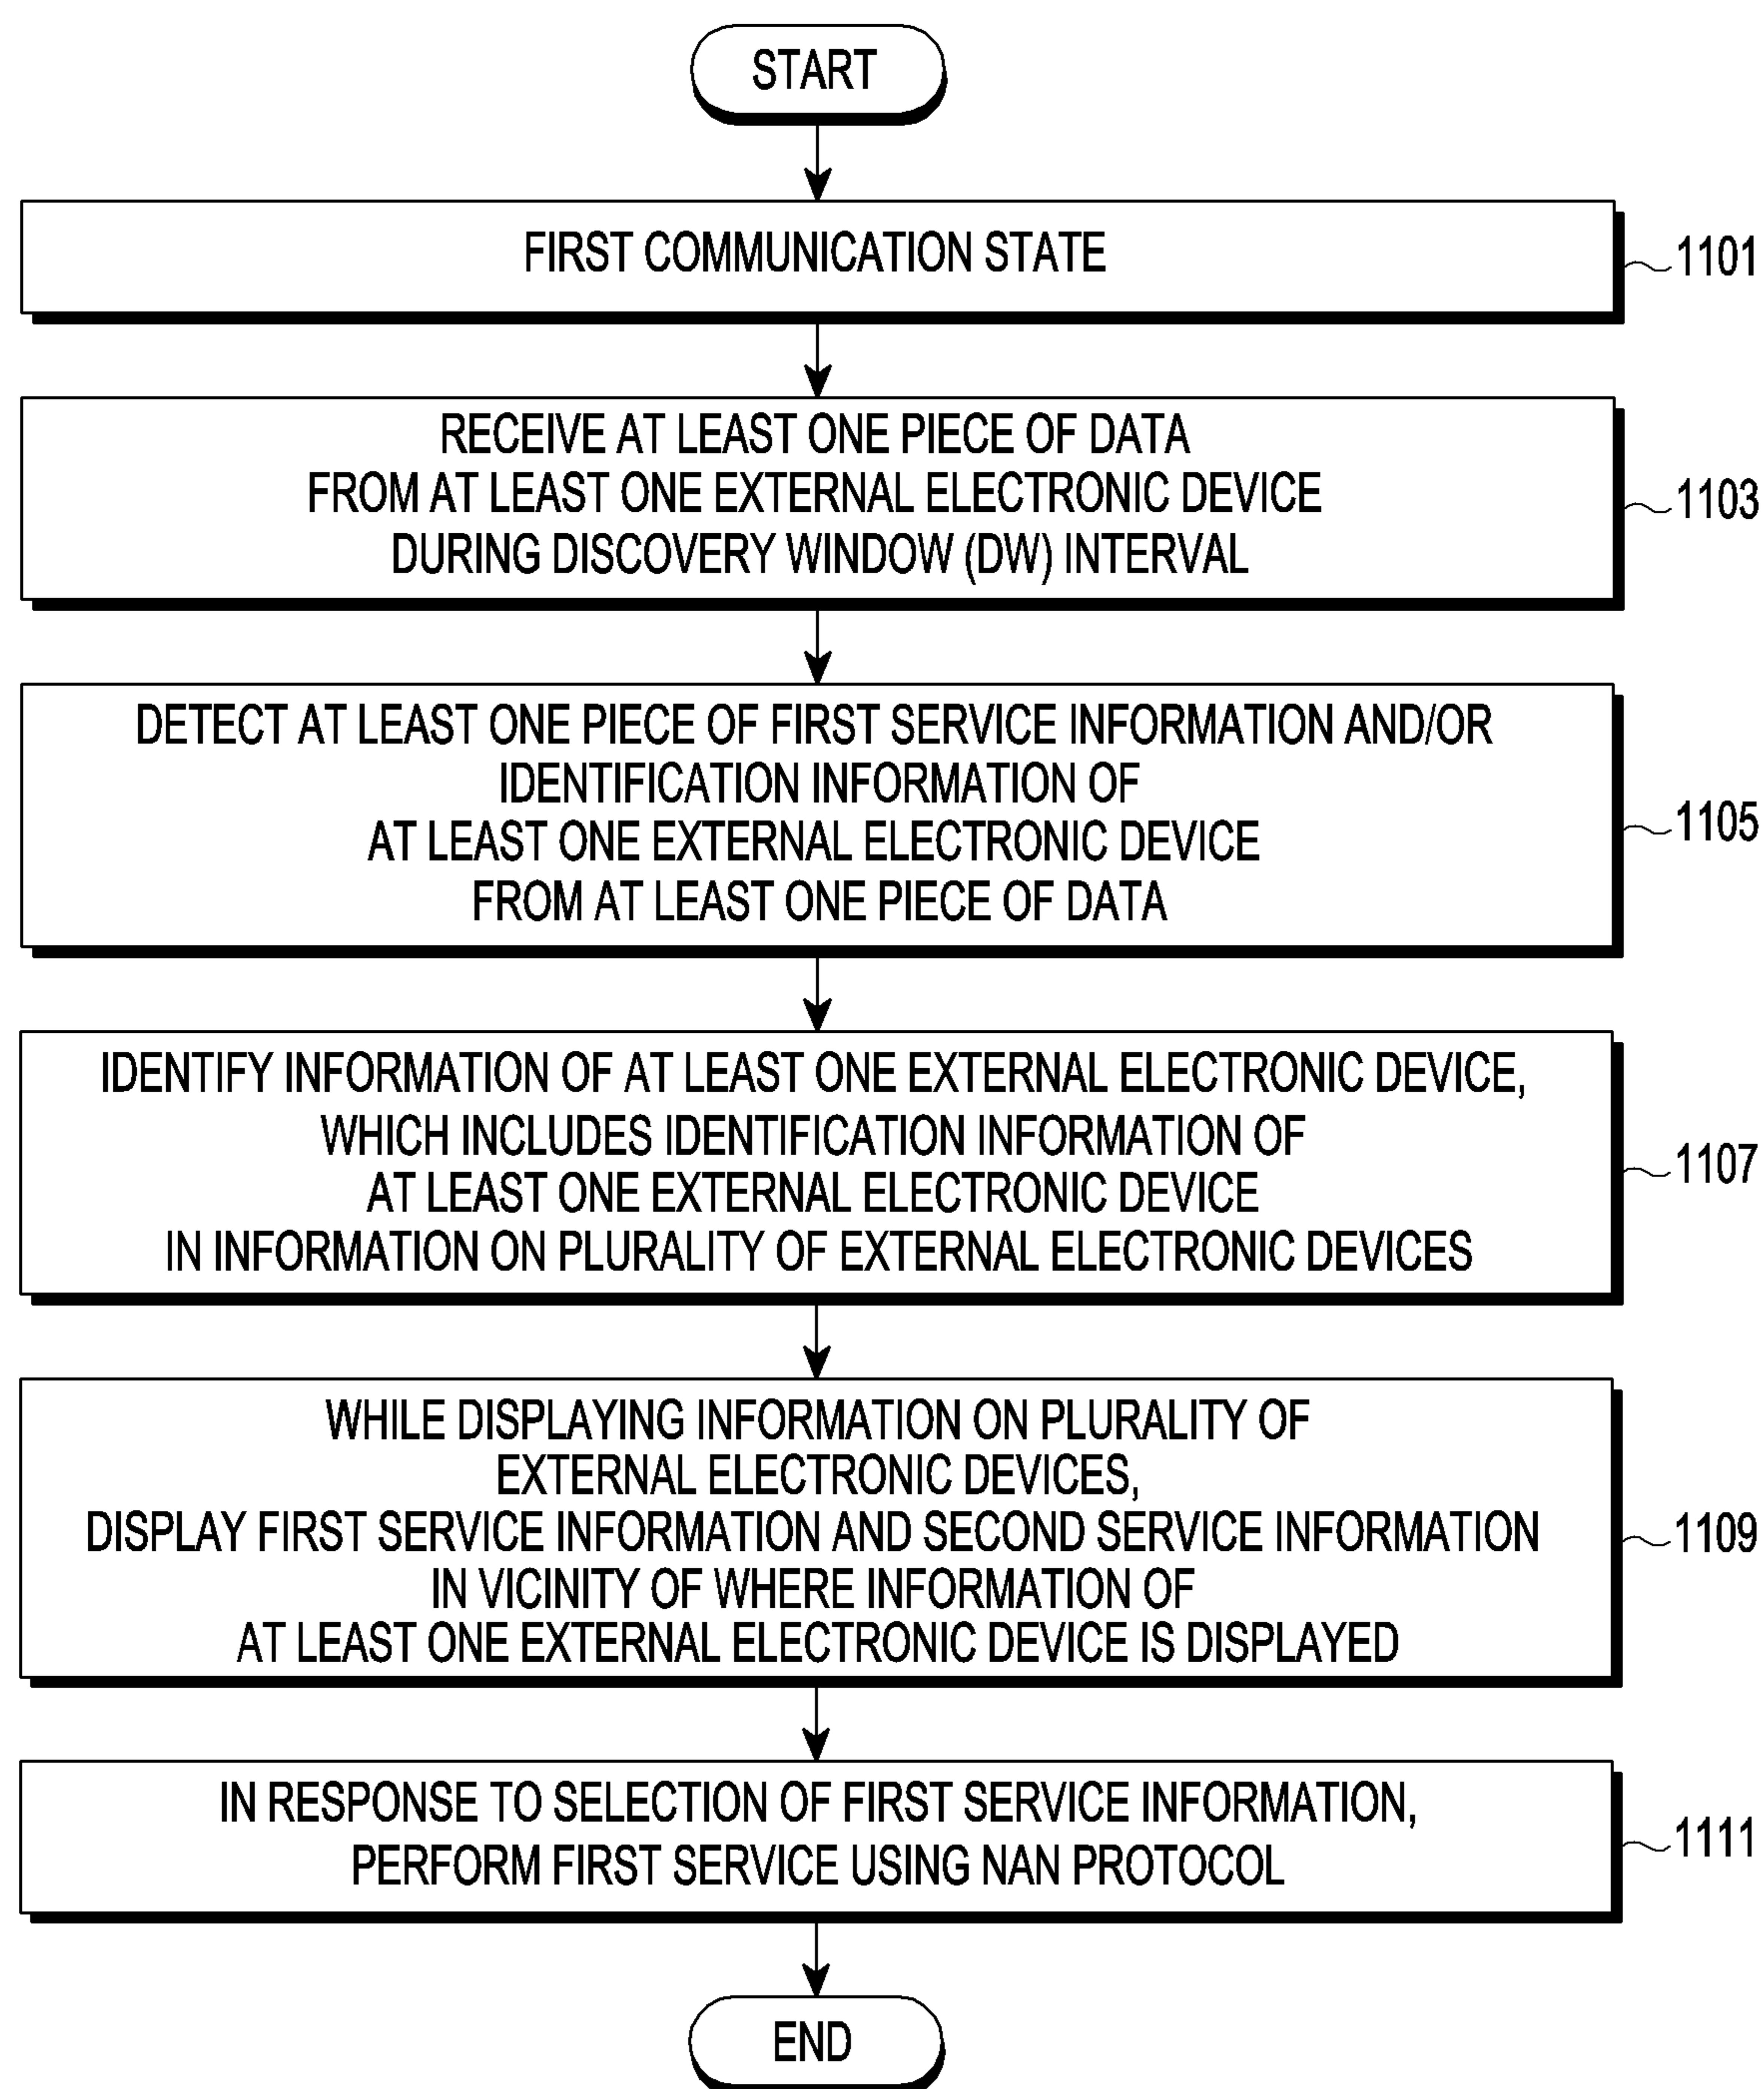 START
FIRST COMMUNICATION STATE
1101
RECEIVE AT LEAST ONE PIECE OF DATA
FROM AT LEAST ONE EXTERNAL ELECTRONIC DEVICE
DURING DISCOVERY WINDOW (DW) INTERVAL
1103
DETECT AT LEAST ONE PIECE OF FIRST SERVICE INFORMATION AND/OR
IDENTIFICATION INFORMATION OF
AT LEAST ONE EXTERNAL ELECTRONIC DEVICE
FROM AT LEAST ONE PIECE OF DATA
1105
IDENTIFY INFORMATION OF AT LEAST ONE EXTERNAL ELECTRONIC DEVICE,
WHICH INCLUDES IDENTIFICATION INFORMATION OF
AT LEAST ONE EXTERNAL ELECTRONIC DEVICE
IN INFORMATION ON PLURALITY OF EXTERNAL ELECTRONIC DEVICES
1107
WHILE DISPLAYING INFORMATION ON PLURALITY OF
EXTERNAL ELECTRONIC DEVICES,
DISPLAY FIRST SERVICE INFORMATION AND SECOND SERVICE INFORMATION
IN VICINITY OF WHERE INFORMATION OF
AT LEAST ONE EXTERNAL ELECTRONIC DEVICE IS DISPLAYED
1109
IN RESPONSE TO SELECTION OF FIRST SERVICE INFORMATION,
PERFORM FIRST SERVICE USING NAN PROTOCOL
1111
END